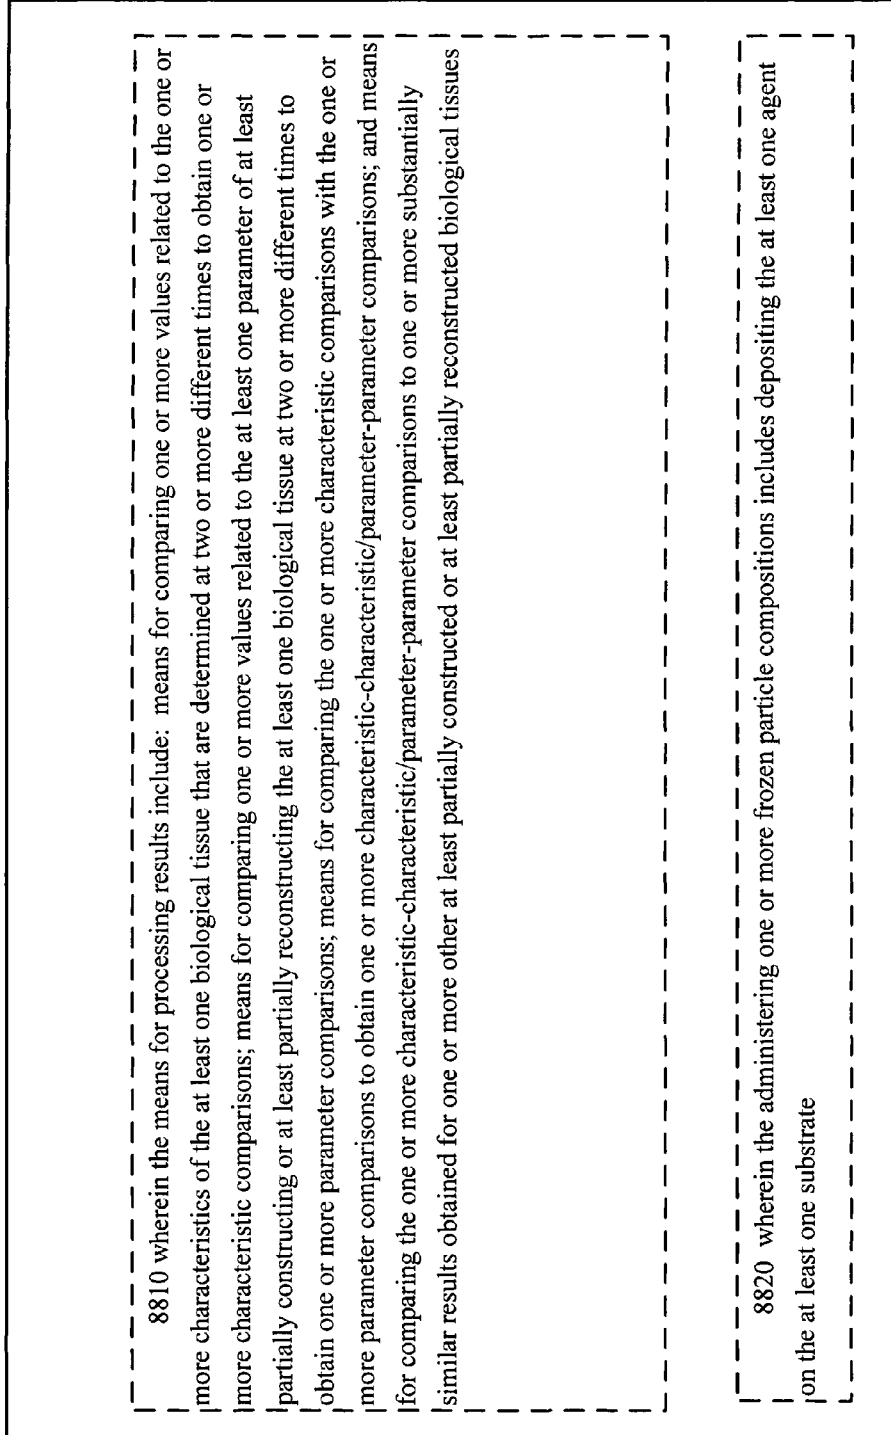 8810 wherein the means for processing results include: means for comparing one or more values related to the one or
more characteristics of the at least one biological tissue that are determined at two or more different times to obtain one or
more characteristic comparisons; means for comparing one or more values related to the at least one parameter of at least
partially constructing or at least partially reconstructing the at least one biological tissue at two or more different times to
obtain one or more parameter comparisons; means for comparing the one or more characteristic comparisons with the one or
more parameter comparisons to obtain one or more characteristic-characteristic/parameter-parameter comparisons; and means
for comparing the one or more characteristic-characteristic/parameter-parameter comparisons to one or more substantially
similar results obtained for one or more other at least partially constructed or at least partially reconstructed biological tissues
8820 wherein the administering one or more frozen particle compositions includes depositing the at least one agent
on the at least one substrate